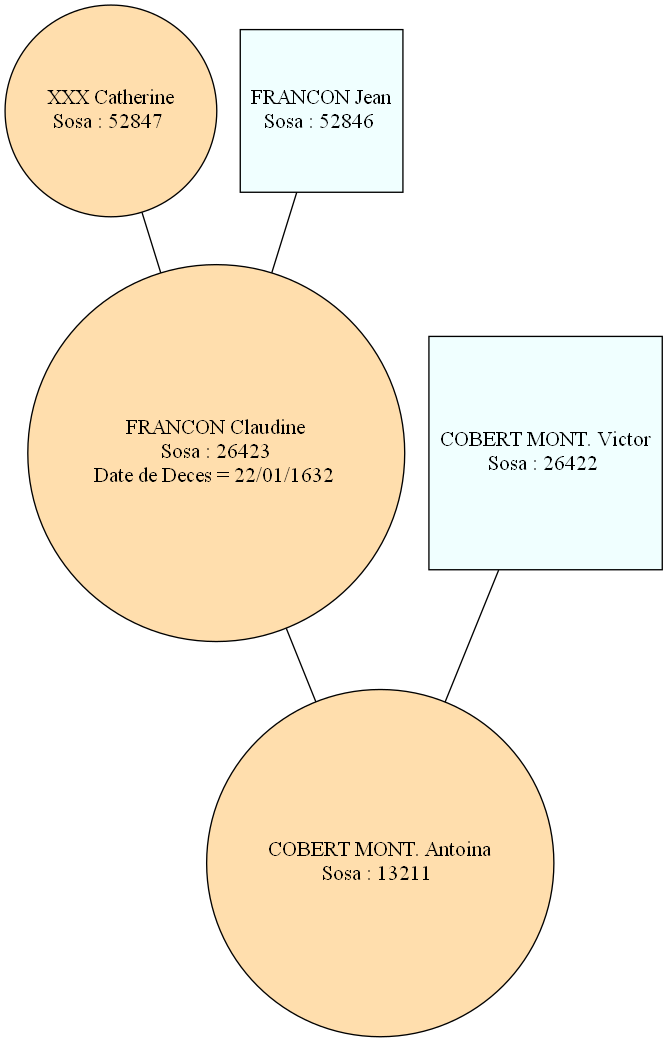 XXX Catherine
Sosa : 52847
FRANCON Jean
Sosa : 52846
FRANCON Claudine
Sosa : 26423
Date de Deces = 22/01/1632
COBERT MONT. Victor
Sosa : 26422
COBERT MONT. Antoina
Sosa : 13211